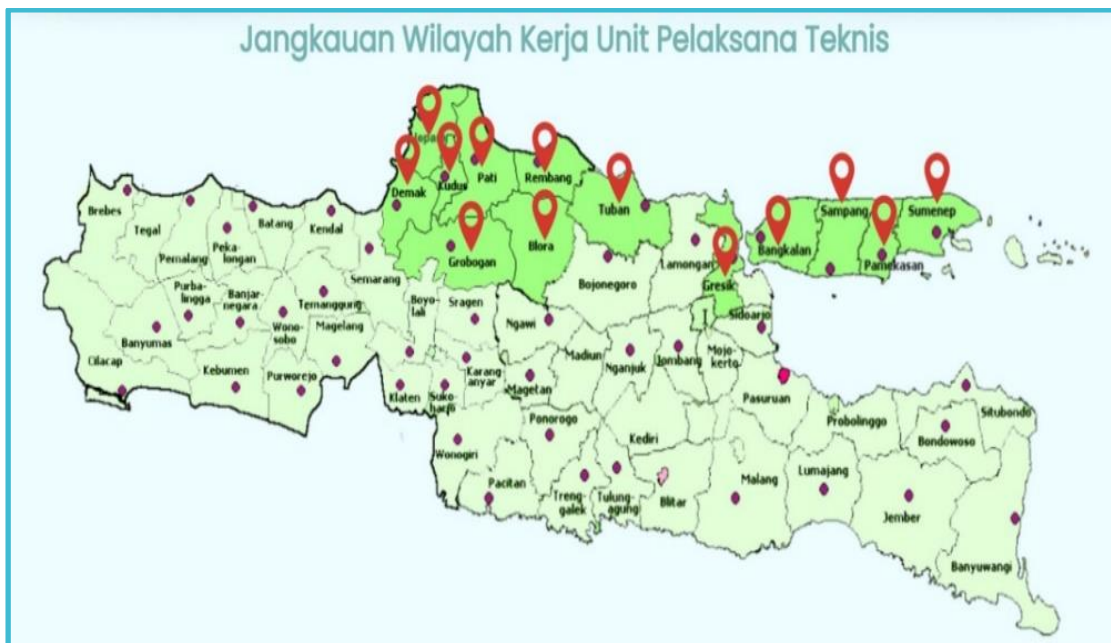 Jangkauan Wilayah Kerja Unit Pelaksana Teknis
Jepara
Demak
Kudus
Pati
Rembang
Tuban
Grobogan
Blora
Bangkalan
Sampang
Pamekasan
Sumenep
Gresik
Lamongan
Bojonegoro
Sidoarjo
Brebes
Tegal
Pemalang
Peka-
longan
Batang
Kendal
Semarang
Purba-
lingga
Banjar-
negara
Wono-
sobo
Temanggung
Magelang
Boyo-
lali
Sragen
Ngawi
Cilacap
Banyumas
Kebumen
Purworejo
Klaten
Suko-
harjo
Karang
anyar
Magetan
Madiun
Nganjuk
Jombang
Mojo-
kerto
Pasuruan
Probolinggo
Situbondo
Bondowoso
Wonogiri
Ponorogo
Pacitan
Treng-
galek
Tulung-
agung
Kediri
Blitar
Malang
Lumajang
Jember
Banyuwangi